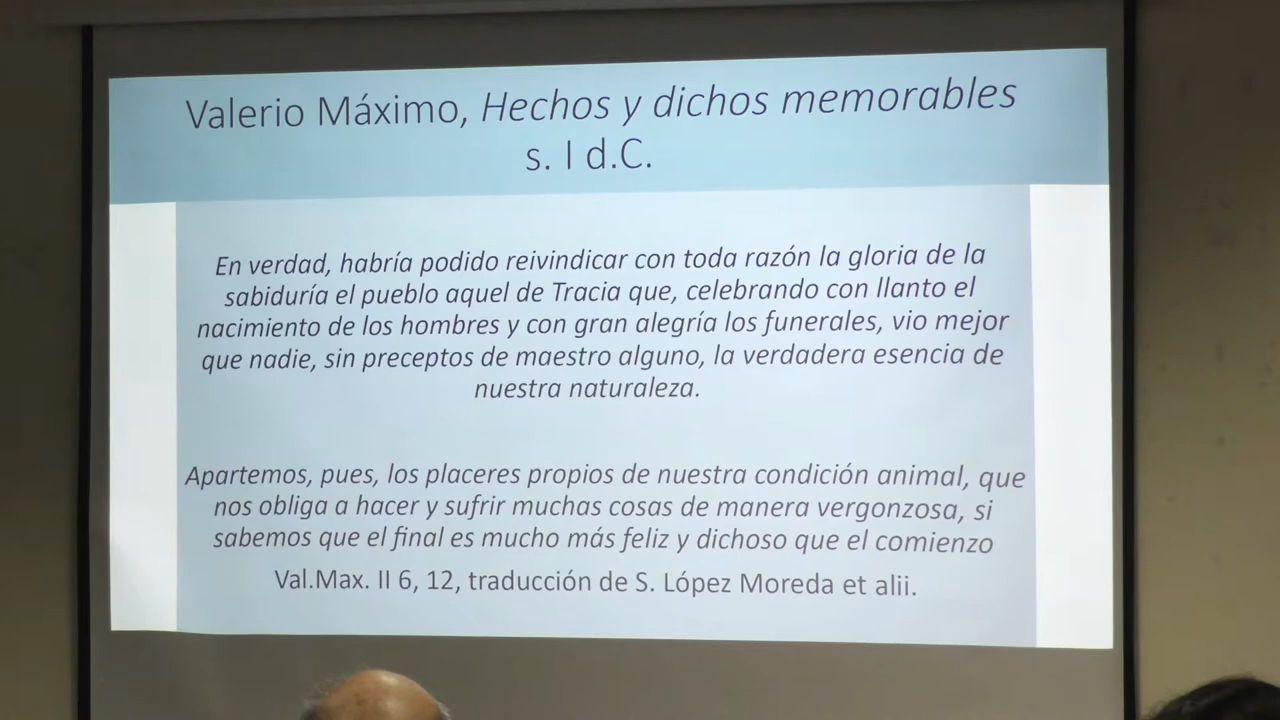 Valerio Máximo, Hechos y dichos memorables
s. I d.C.
En verdad, habría podido reivindicar con toda razón la gloria de la
sabiduría el pueblo aquel de Tracia que, celebrando con llanto el
nacimiento de los hombres y con gran alegría los funerales, vio mejor
que nadie, sin preceptos de maestro alguno, la verdadera esencia de
nuestra naturaleza.
Apartemos, pues, los placeres propios de nuestra condición animal, que
nos obliga a hacer y sufrir muchas cosas de manera vergonzosa, si
sabemos que el final es mucho más feliz y dichoso que el comienzo
Val.Max. II 6, 12, traducción de S. López Moreda et alii.